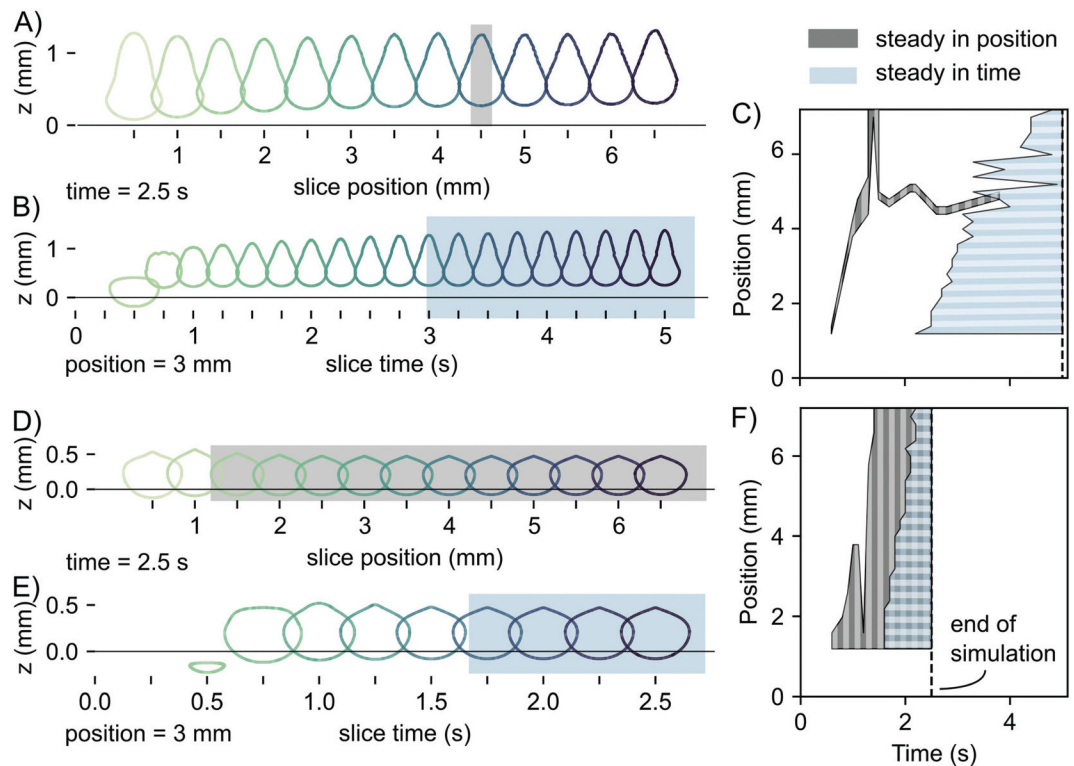 A)
z (mm)
1
0
1 2 3 4 5 6
time = 2.5 s
slice position (mm)
B)
z (mm)
1
0
0 1 2 3 4 5
position = 3 mm
slice time (s)
steady in position
steady in time
C)
Position (mm)
6
4
2
0
0 2 4
D)
z (mm)
0.5
0.0
1 2 3 4 5 6
time = 2.5 s
slice position (mm)
E)
z (mm)
0.5
0.0
0.0 0.5 1.0 1.5 2.0 2.5
position = 3 mm
slice time (s)
F)
Position (mm)
6
4
2
0
end of
simulation
0 2 4
Time (s)